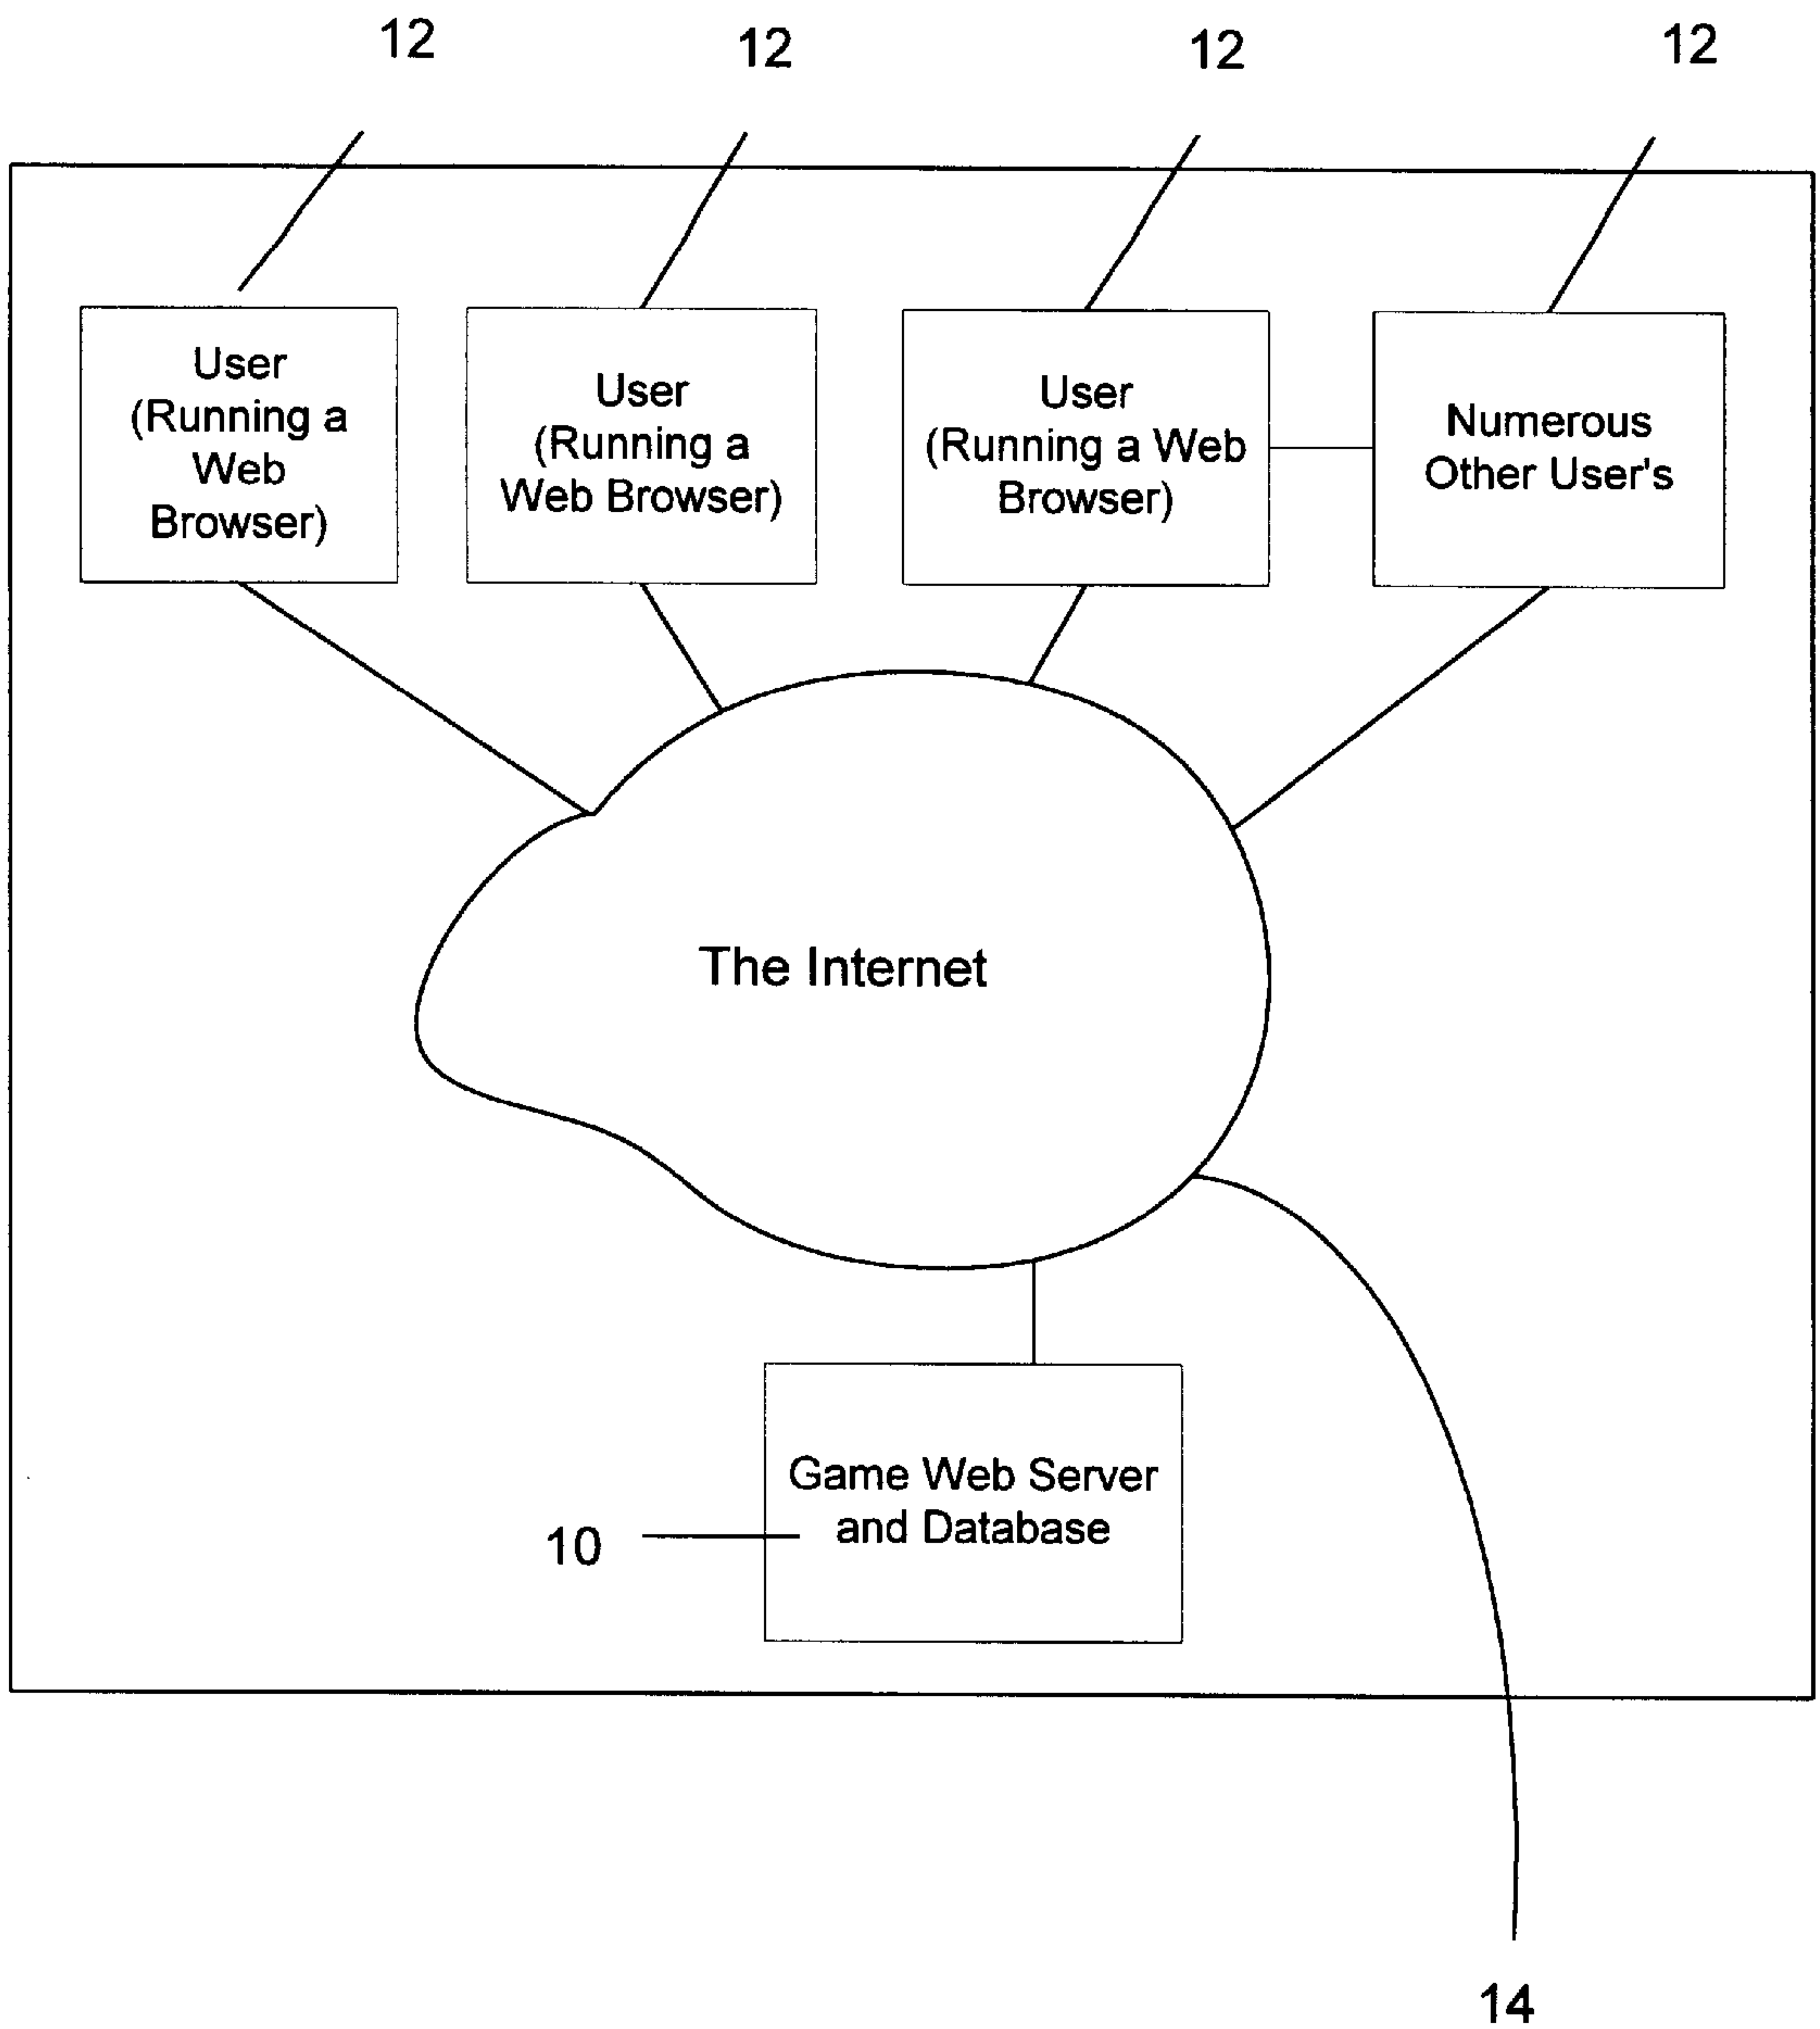 12
12
12
12
User
(Running a
Web
Browser)
User
(Running a
Web Browser)
User
(Running a Web
Browser)
Numerous
Other User's
The Internet
Game Web Server
and Database
10
14